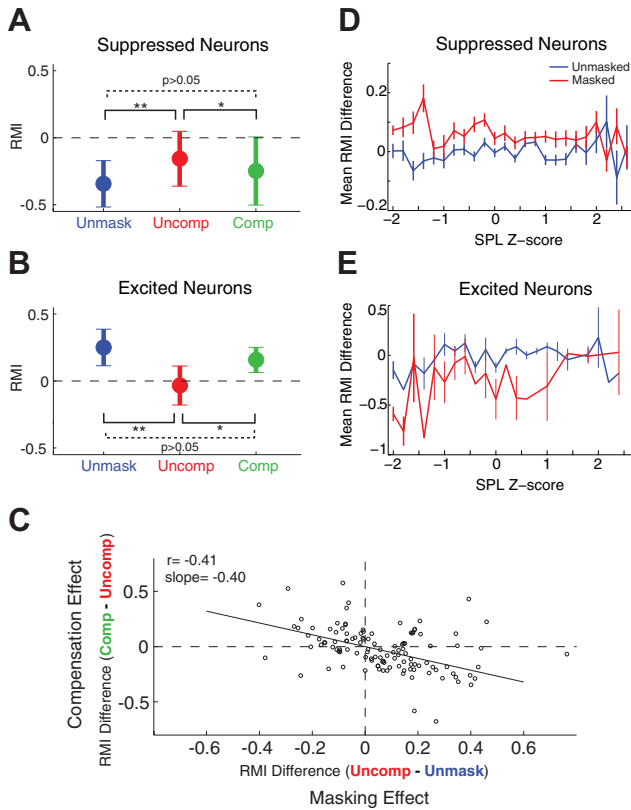 A
Suppressed Neurons
0.5
0
-0.5
RMI
p>0.05
**
*
Unmask
Uncomp
Comp
B
Excited Neurons
0.5
0
-0.5
RMI
**
*
p>0.05
Unmask
Uncomp
Comp
D
Suppressed Neurons
Unmasked
Masked
0.2
0
-0.2
Mean RMI Difference
-2
-1
0
1
2
SPL Z-score
E
Excited Neurons
0.5
0
-0.5
-1
Mean RMI Difference
-2
-1
0
1
2
SPL Z-score
C
r= -0.41
slope= -0.40
Compensation Effect
RMI Difference (Comp - Uncomp)
0.5
0
-0.5
-0.6
-0.4
-0.2
0
0.2
0.4
0.6
RMI Difference (Uncomp - Unmask)
Masking Effect